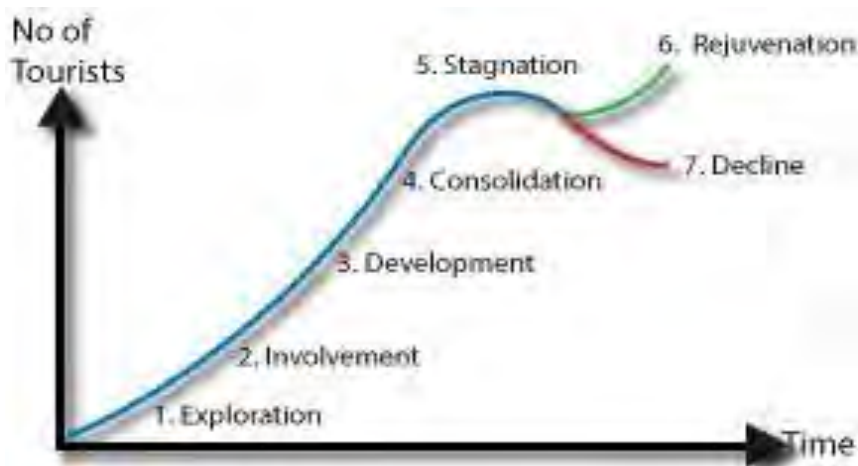 No of
Tourists
6. Rejuvenation
5. Stagnation
7. Decline
4. Consolidation
3. Development
2. Involvement
1. Exploration
Time